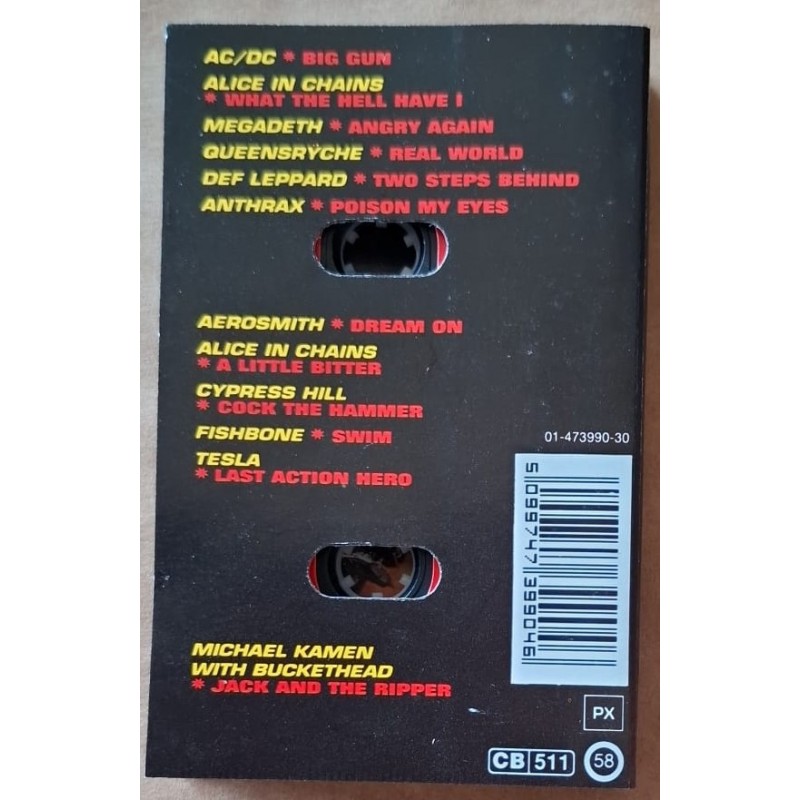 AC/DC * BIG GUN
ALICE IN CHAINS
* WHAT THE HELL HAVE I
MEGADETH * ANGRY AGAIN
QUEENSRYCHE * REAL WORLD
DEF LEPPARD * TWO STEPS BEHIND
ANTHRAX * POISON MY EYES
AEROSMITH * DREAM ON
ALICE IN CHAINS
* A LITTLE BITTER
CYPRESS HILL
* COCK THE HAMMER
FISHBONE * SWIM
TESLA
* LAST ACTION HERO
01-473990-30
5 099747 399046
MICHAEL KAMEN
WITH BUCKETHEAD
* JACK AND THE RIPPER
PX
CB 511 58